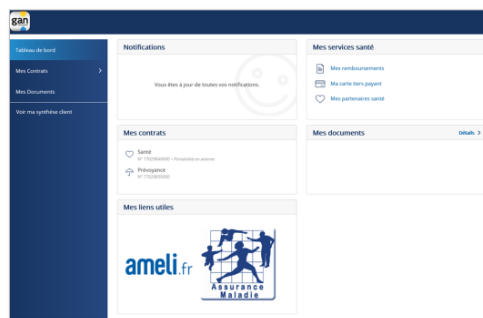 gan
Tableau de bord
Mes Contrats
Mes Documents
Voir ma synthèse client
Notifications
Vous êtes à jour de toutes vos notifications.
Mes services santé
Mes remboursements
Ma carte tiers payant
Mes partenaires santé
Mes contrats
Santé
Prévoyance
Mes documents
Détails
Mes liens utiles
ameli.fr
Assurance
Maladie